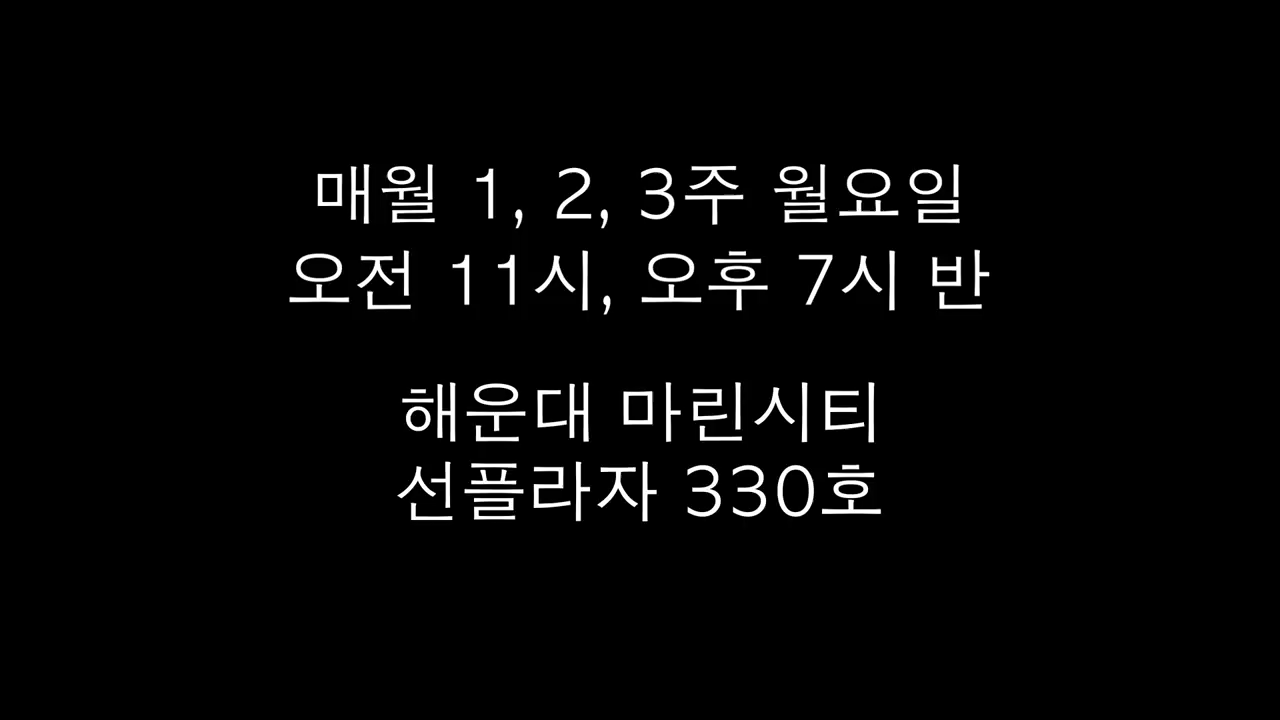 매월 1, 2, 3주 월요일
오전 11시, 오후 7시 반
해운대 마린시티
선플라자 330호